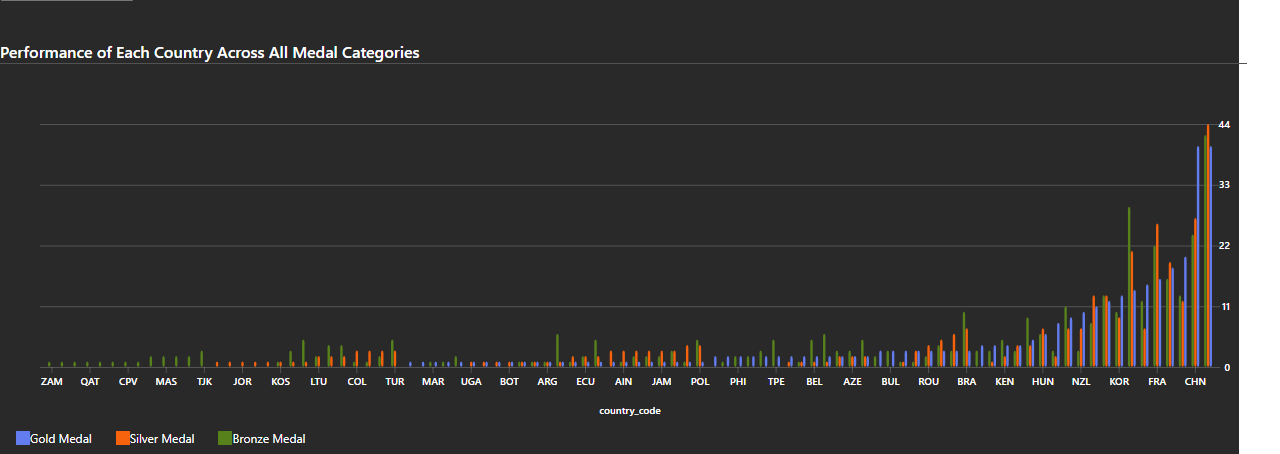 Performance of Each Country Across All Medal Categories
44
33
22
11
0
ZAM QAT CPV MAS TJK JOR KOS LTU COL TUR MAR UGA BOT ARG ECU AIN JAM POL PHI TPE BEL AZE BUL ROU BRA KEN HUN NZL KOR FRA CHN
country_code
Gold Medal Silver Medal Bronze Medal